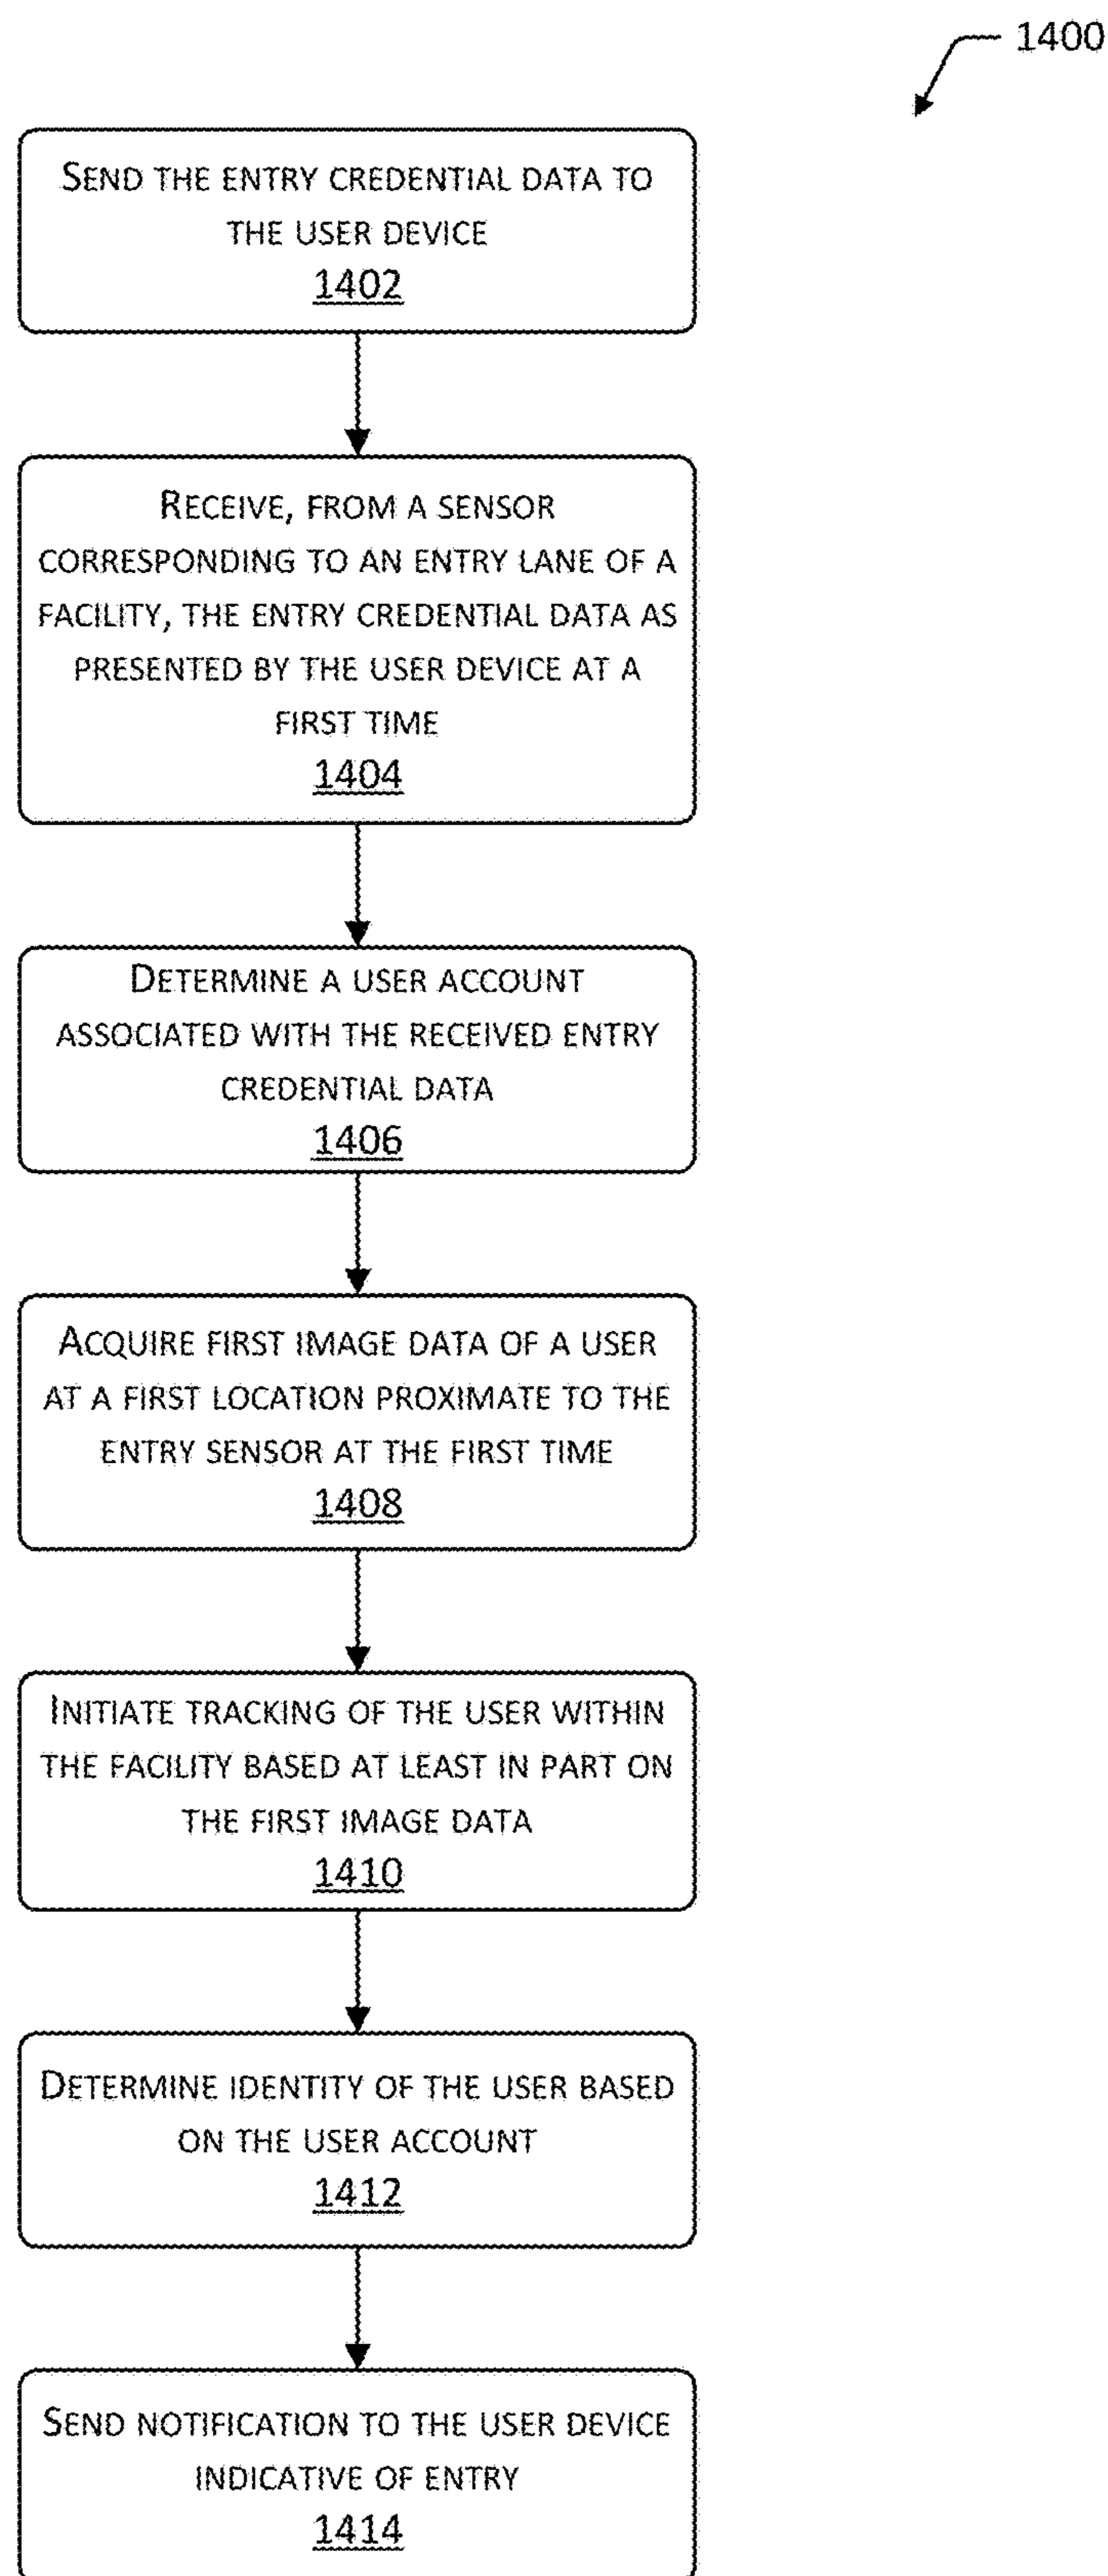 1400
SEND THE ENTRY CREDENTIAL DATA TO
THE USER DEVICE
1402
RECEIVE, FROM A SENSOR
CORRESPONDING TO AN ENTRY LANE OF A
FACILITY, THE ENTRY CREDENTIAL DATA AS
PRESENTED BY THE USER DEVICE AT A
FIRST TIME
1404
DETERMINE A USER ACCOUNT
ASSOCIATED WITH THE RECEIVED ENTRY
CREDENTIAL DATA
1406
ACQUIRE FIRST IMAGE DATA OF A USER
AT A FIRST LOCATION PROXIMATE TO THE
ENTRY SENSOR AT THE FIRST TIME
1408
INITIATE TRACKING OF THE USER WITHIN
THE FACILITY BASED AT LEAST IN PART ON
THE FIRST IMAGE DATA
1410
DETERMINE IDENTITY OF THE USER BASED
ON THE USER ACCOUNT
1412
SEND NOTIFICATION TO THE USER DEVICE
INDICATIVE OF ENTRY
1414